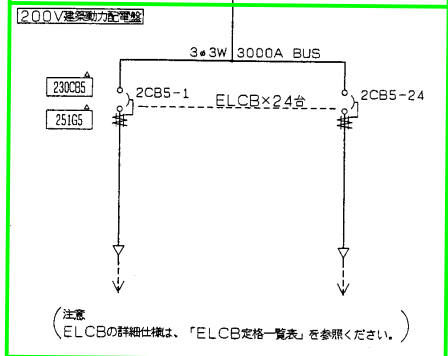 200V建築動力配電盤
3φ3W 3000A BUS
230CB5
2CB5-1
ELCB×24台
2CB5-24
251G5
注意
ELCBの詳細仕様は、「ELCB定格一覧表」を参照ください。